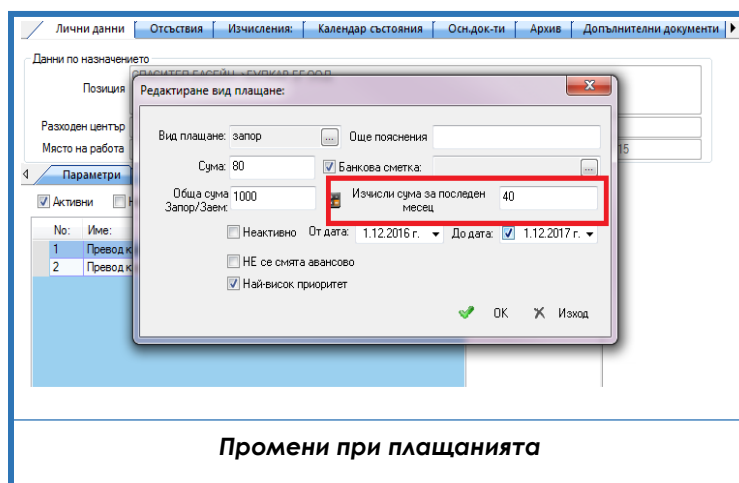 Лични данни Отсъствия Изчисления: Календар състояния Осн.док-ти Архив Допълнителни документи
Данни по назначението
Позиция
Редактиране вид плащане:
Разходен център
Вид плащане: запор ... Още пояснения
Място на работа 15
Сума: 80 Банкова сметка: ...
Параметри
Обща сума Изчисли сума за последен 40
Запор/Заем: 1000 месец
Активни
No: Име: Неактивно От дата: 1.12.2016 г. До дата: 1.12.2017 г.
1 Превод к
НЕ се смята авансово
2 Превод к
Най-висок приоритет
OK Изход
Промени при плащанията